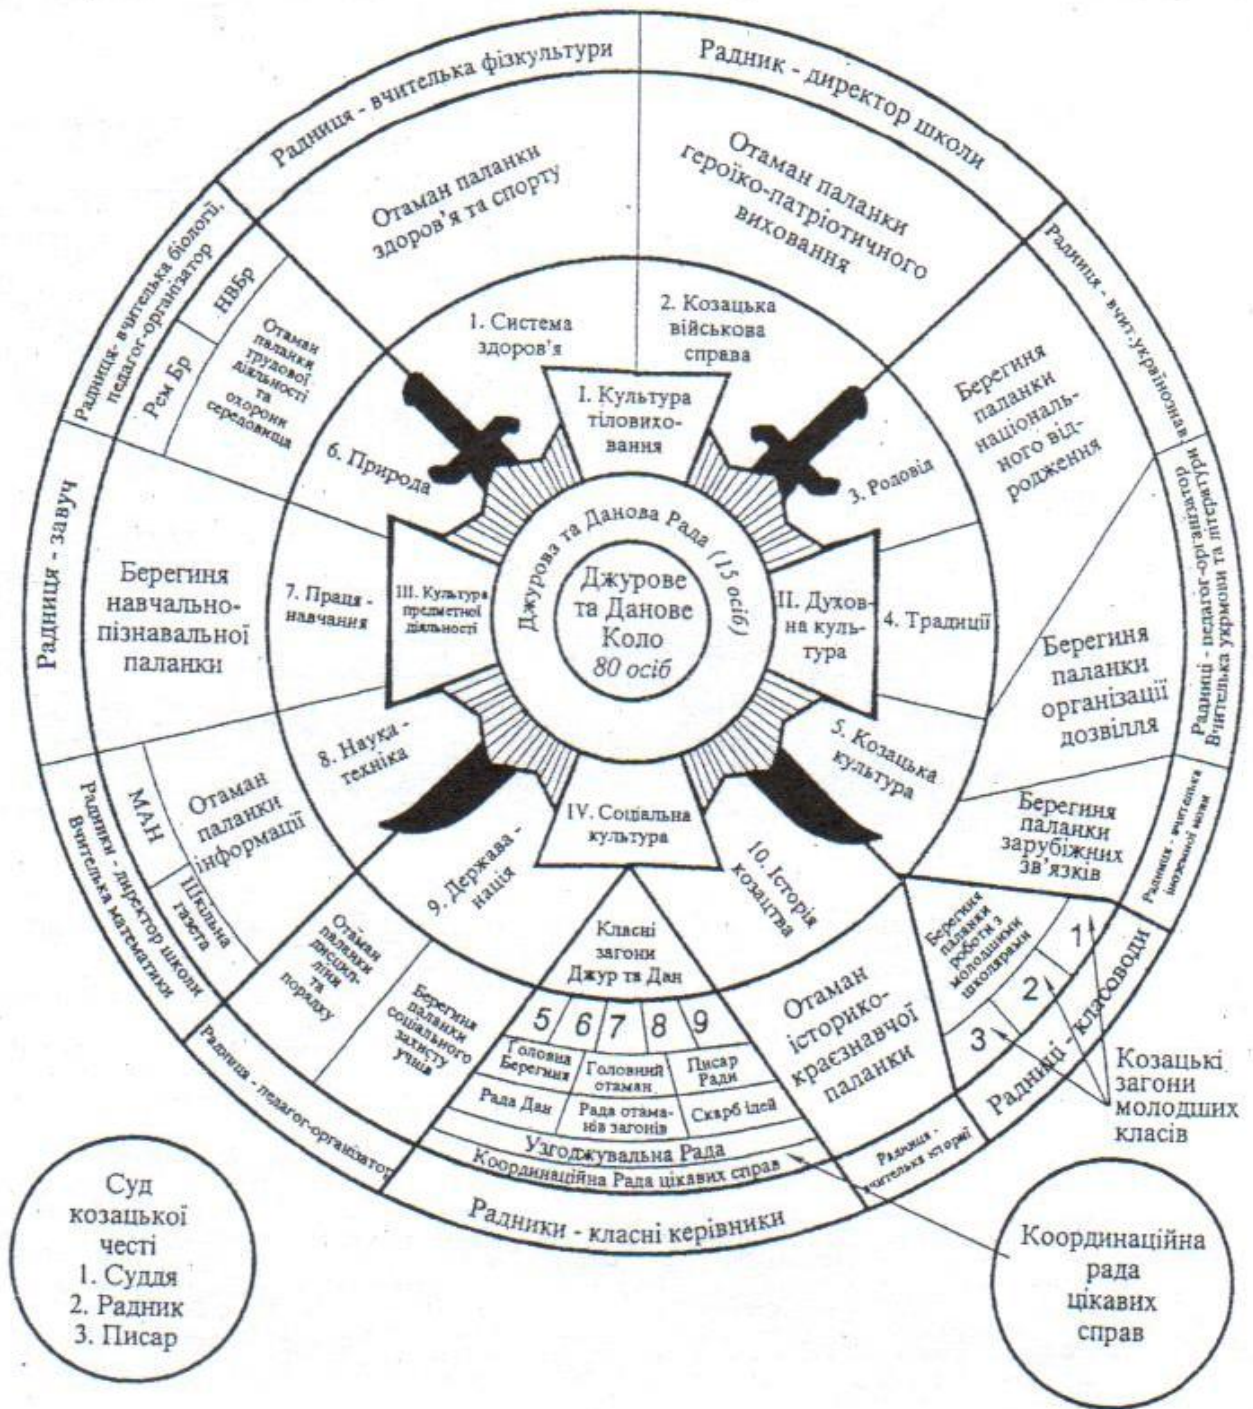 Радниця - вчителька фізкультури
Радник - директор школи
Радниця - вчит.українознав.
Радниці - педагог-організатор
Вчителька укрмови та літератури
Радниця - вчителька
іноземної мови
Радниці - класоводи
Радниця -
вчителька історії
Радники - класні керівники
Радниця - педагог-організатор
Радники - директор школи
Вчителька математики
Радниця - завуч
Радниця- вчителька біології,
педагог-організатор
Отаман паланки
здоров'я та спорту
Отаман паланки
героїко-патріотичного
виховання
Берегиня
паланки
національ-
ного від-
родження
Берегиня
паланки
організації
дозвілля
Берегиня
паланки
зарубіжних
зв'язків
Берегиня
паланки
роботи з
молодшими
школярами
1
2
3
Козацькі
загони
молодших
класів
Отаман
історико-
краєзнавчої
паланки
Класні
загони
Джур та Дан
5 6 7 8 9
Головна
Берегиня
Головний
отаман
Писар
Ради
Рада Дан
Рада отама-
нів загонів
Скарб ідей
Узгоджувальна Рада
Координаційна Рада цікавих справ
Берегиня
паланки
соціального
захисту
учнів
Отаман
паланки
дисцип-
ліни
та
порядку
Отаман
паланки
інформації
МАН
Шкільна
газета
Берегиня
навчально-
пізнавальної
паланки
НВБр
Рем Бр
Отаман
паланки
трудової
діяльності
та
охорони
середовища
1. Система
здоров'я
2. Козацька
військова
справа
3. Родовід
4. Традиції
5. Козацька
культура
10. Історія
козацтва
9. Держава -
нація
8. Наука-
техніка
7. Праця -
навчання
6. Природа
I. Культура
тіловихо-
вання
II. Духов-
на куль-
тура
III. Культура
предметної
діяльності
IV. Соціальна
культура
Джурова та Данова Рада (15 осіб)
Джурове
та Данове
Коло
80 осіб
Суд
козацької
честі
1. Суддя
2. Радник
3. Писар
Координаційна
рада
цікавих
справ